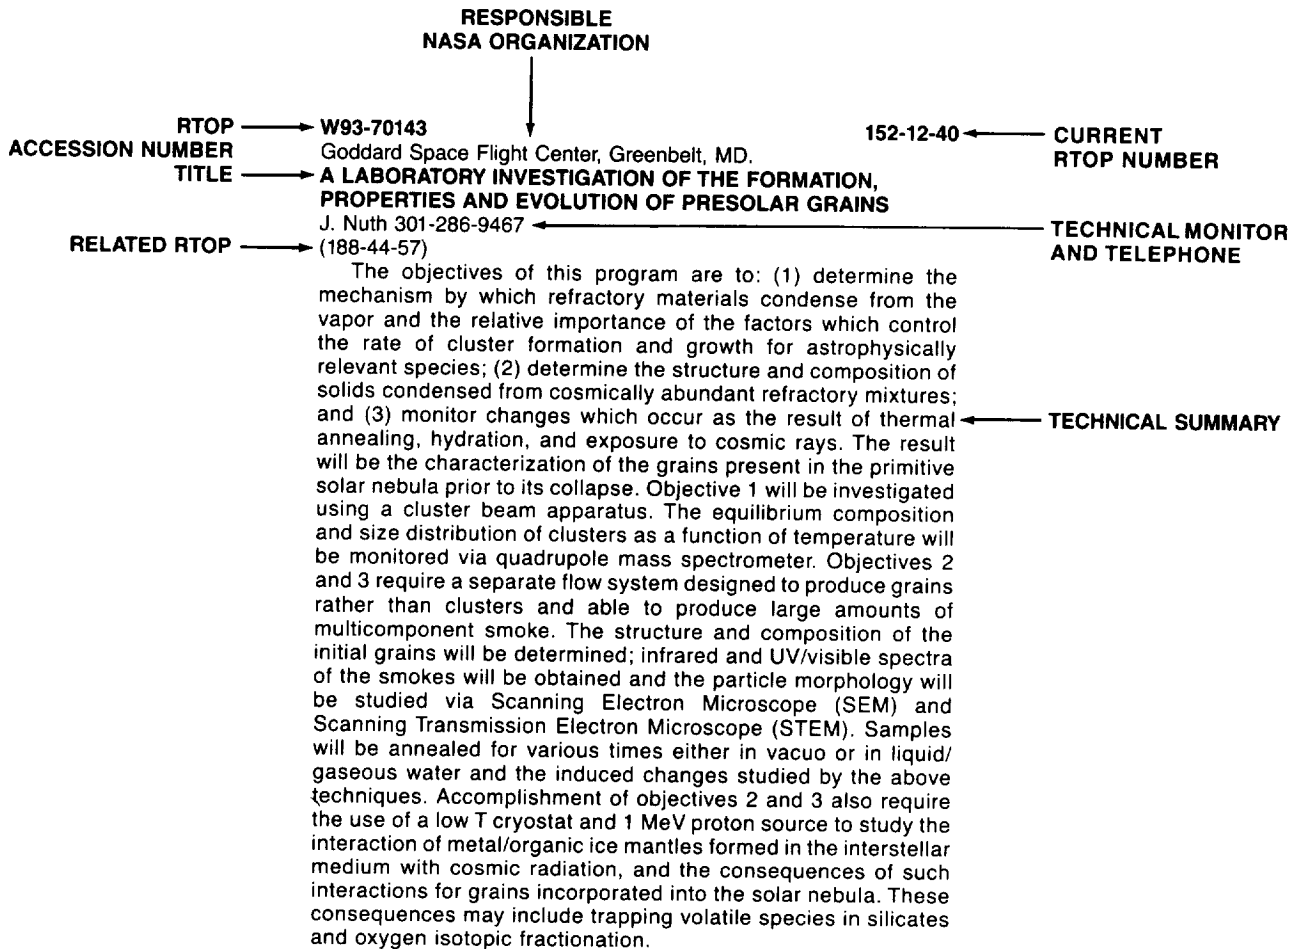 RESPONSIBLE
NASA ORGANIZATION
RTOP
ACCESSION NUMBER
W93-70143
152-12-40
CURRENT
RTOP NUMBER
Goddard Space Flight Center, Greenbelt, MD.
TITLE
A LABORATORY INVESTIGATION OF THE FORMATION,
PROPERTIES AND EVOLUTION OF PRESOLAR GRAINS
J. Nuth 301-286-9467
TECHNICAL MONITOR
AND TELEPHONE
RELATED RTOP
(188-44-57)
The objectives of this program are to: (1) determine the
mechanism by which refractory materials condense from the
vapor and the relative importance of the factors which control
the rate of cluster formation and growth for astrophysically
relevant species; (2) determine the structure and composition of
solids condensed from cosmically abundant refractory mixtures;
and (3) monitor changes which occur as the result of thermal
TECHNICAL SUMMARY
annealing, hydration, and exposure to cosmic rays. The result
will be the characterization of the grains present in the primitive
solar nebula prior to its collapse. Objective 1 will be investigated
using a cluster beam apparatus. The equilibrium composition
and size distribution of clusters as a function of temperature will
be monitored via quadrupole mass spectrometer. Objectives 2
and 3 require a separate flow system designed to produce grains
rather than clusters and able to produce large amounts of
multicomponent smoke. The structure and composition of the
initial grains will be determined; infrared and UV/visible spectra
of the smokes will be obtained and the particle morphology will
be studied via Scanning Electron Microscope (SEM) and
Scanning Transmission Electron Microscope (STEM). Samples
will be annealed for various times either in vacuo or in liquid/
gaseous water and the induced changes studied by the above
techniques. Accomplishment of objectives 2 and 3 also require
the use of a low T cryostat and 1 MeV proton source to study the
interaction of metal/organic ice mantles formed in the interstellar
medium with cosmic radiation, and the consequences of such
interactions for grains incorporated into the solar nebula. These
consequences may include trapping volatile species in silicates
and oxygen isotopic fractionation.